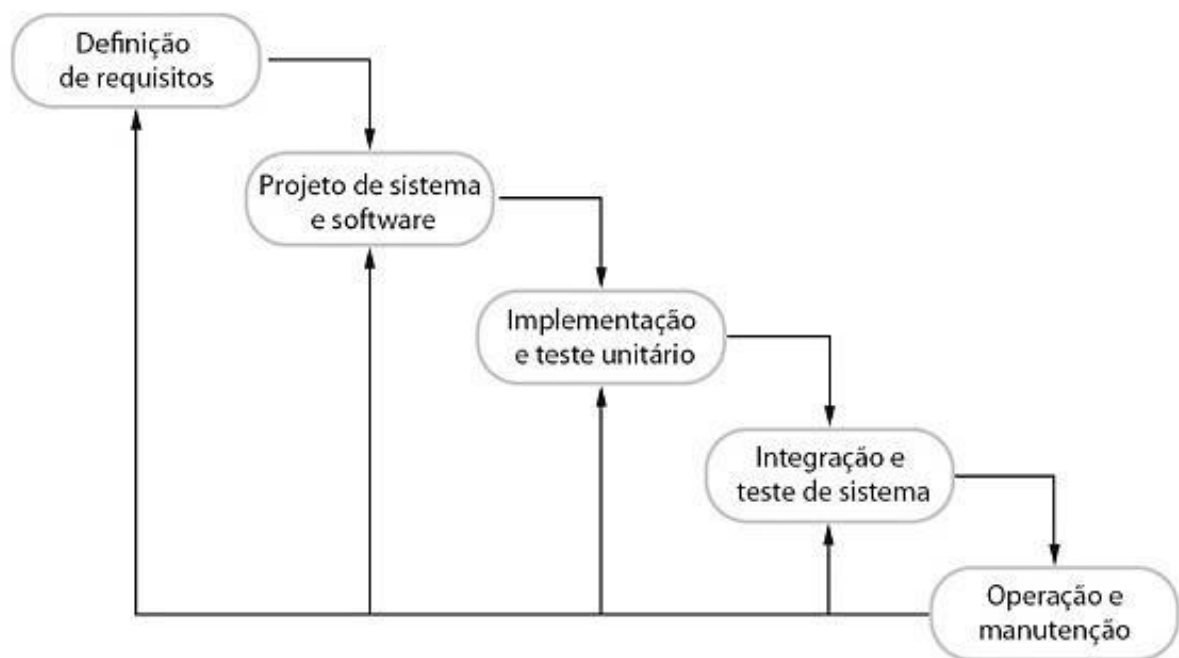 Definição
de requisitos
Projeto de sistema
e software
Implementação
e teste unitário
Integração e
teste de sistema
Operação e
manutenção